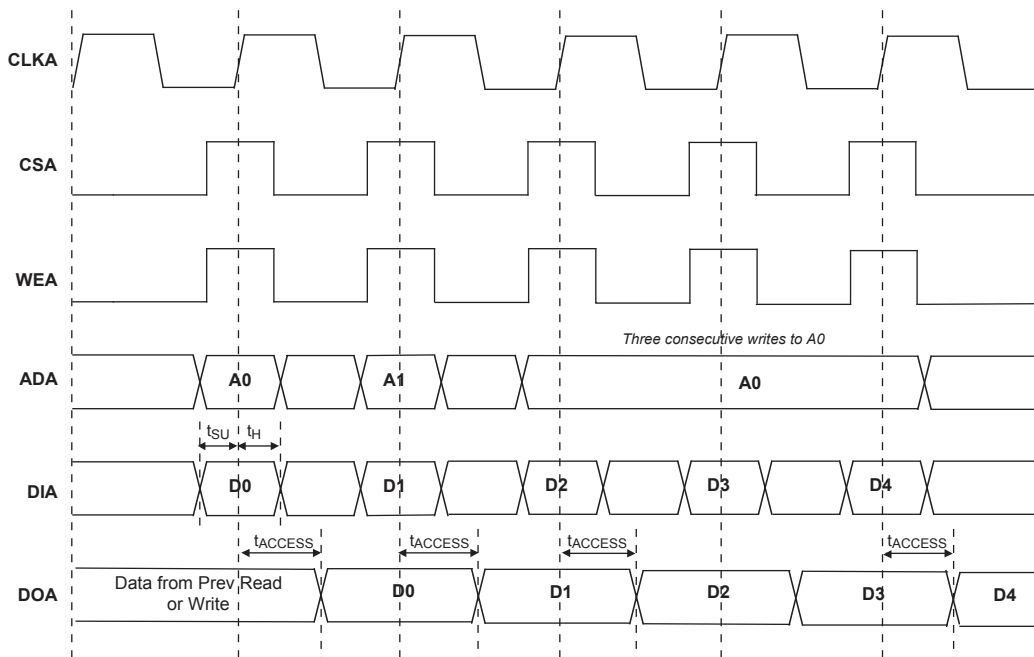 CLKA
CSA
WEA
Three consecutive writes to A0
ADA
A0
A1
A0
tSU
tH
DIA
D0
D1
D2
D3
D4
tACCESS
tACCESS
tACCESS
tACCESS
DOA
Data from Prev Read
or Write
D0
D1
D2
D3
D4